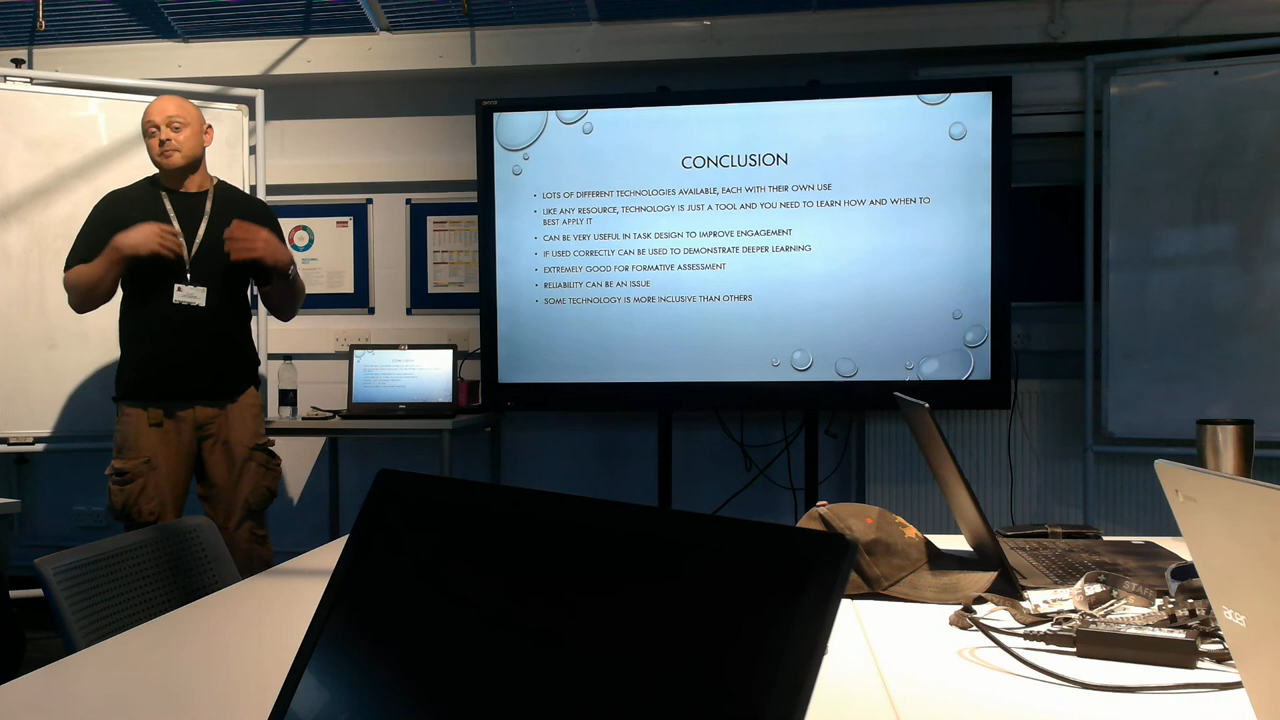 CONCLUSION
• LOTS OF DIFFERENT TECHNOLOGIES AVAILABLE, EACH WITH THEIR OWN USE
• LIKE ANY RESOURCE, TECHNOLOGY IS JUST A TOOL AND YOU NEED TO LEARN HOW AND WHEN TO
BEST APPLY IT
• CAN BE VERY USEFUL IN TASK DESIGN TO IMPROVE ENGAGEMENT
• IF USED CORRECTLY CAN BE USED TO DEMONSTRATE DEEPER LEARNING
• EXTREMELY GOOD FOR FORMATIVE ASSESSMENT
• RELIABILITY CAN BE AN ISSUE
• SOME TECHNOLOGY IS MORE INCLUSIVE THAN OTHERS
CONCLUSION
STAFF
acer